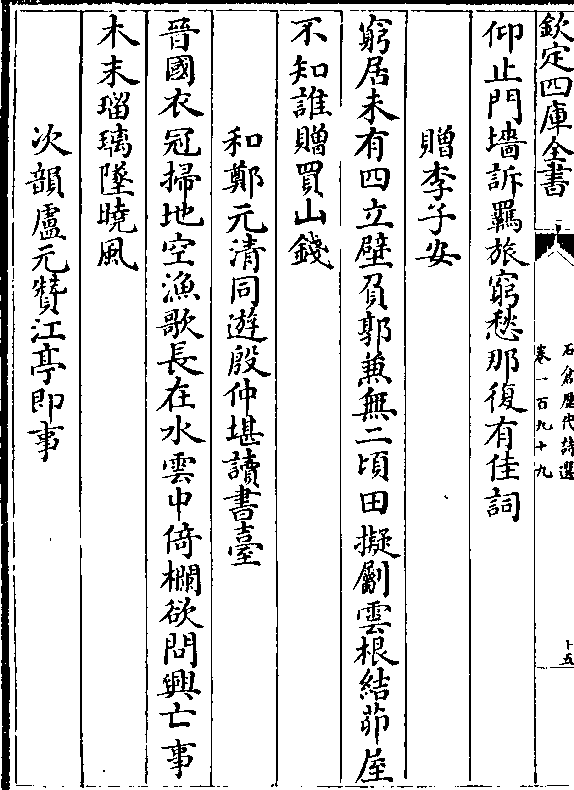 欽定四庫全書
石倉歷代詩選
卷一百九十九
十五
仰止門墻訴羈旅窮愁那復有佳詞
贈李子安
窮居未有四立壁負郭兼無二頃田擬劚雲根結茆屋
不知誰贈買山錢
和鄭元清同遊殷仲堪讀書臺
晉國衣冠掃地空漁歌長在水雲中倚欄欲問興亡事
木末瑠璃墜曉風
次韻盧元贊江亭即事